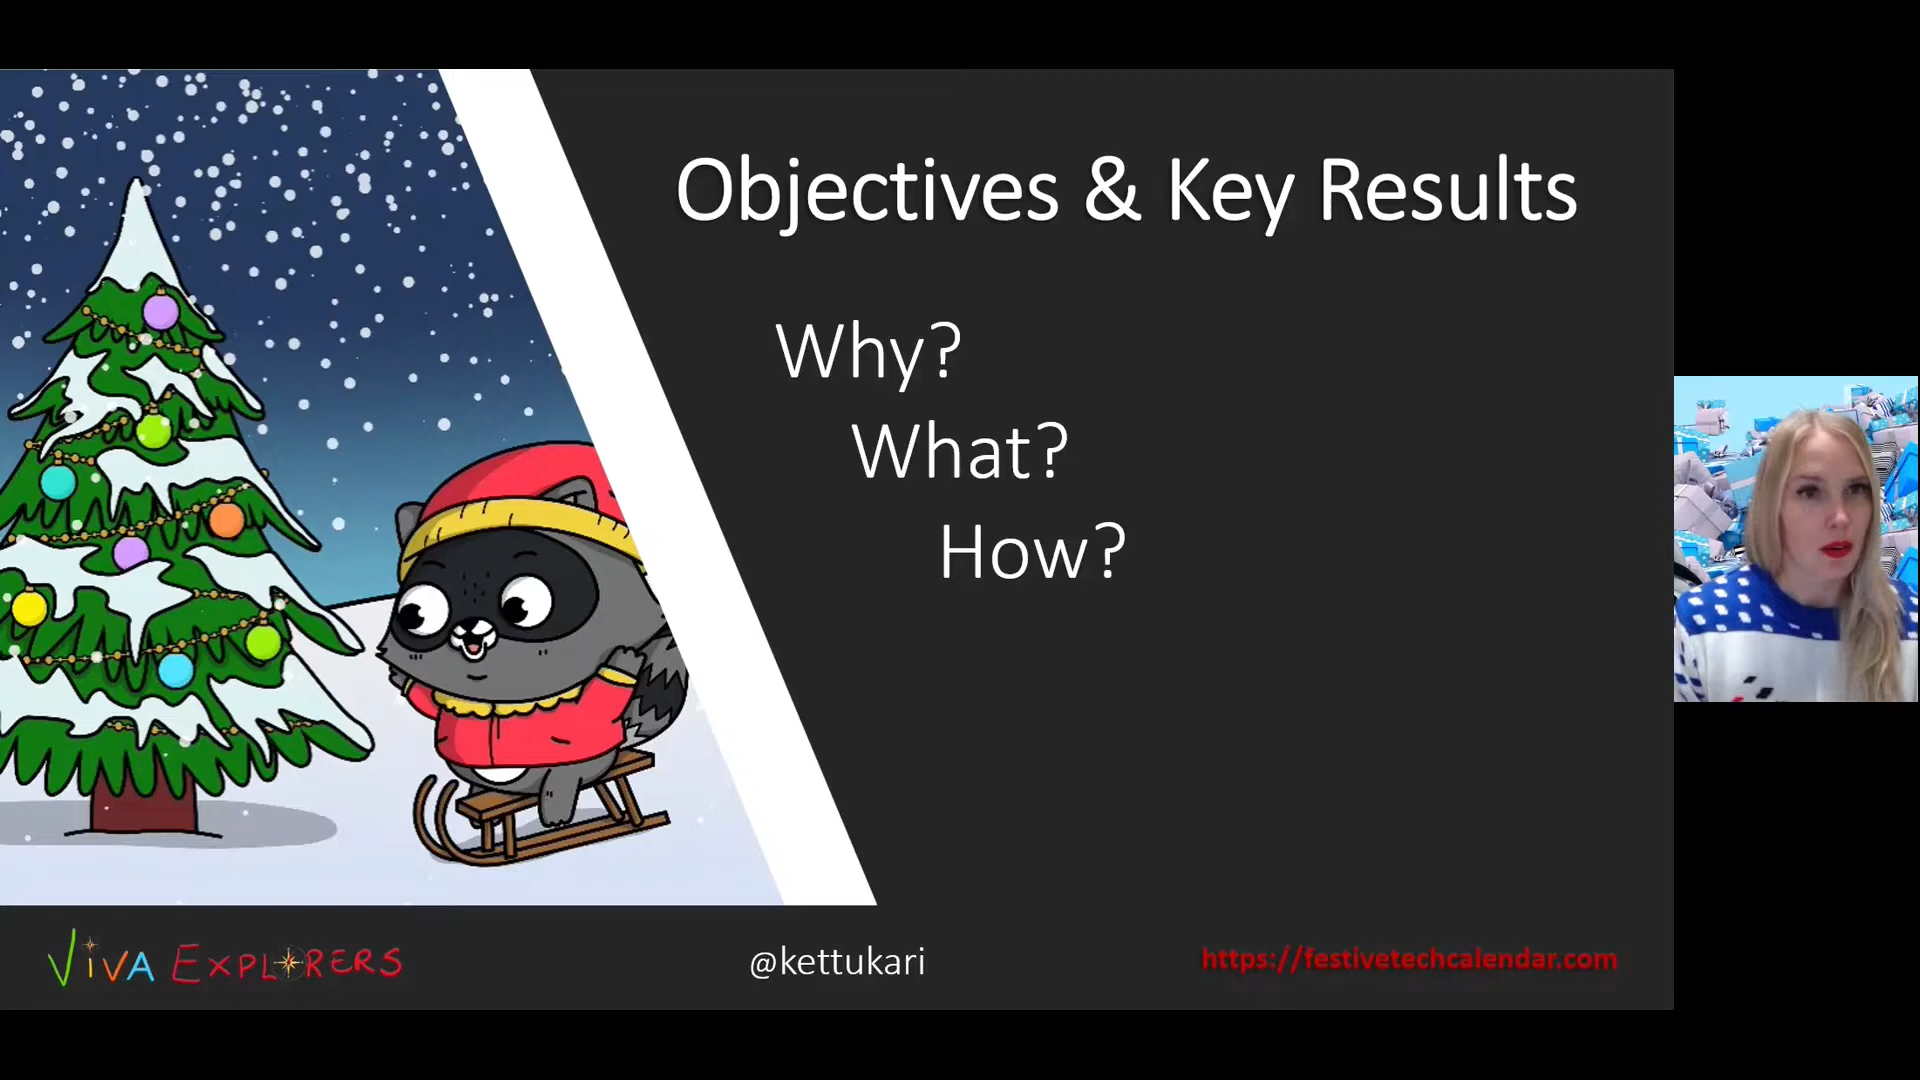 Objectives & Key Results
Why?
What?
How?
VIVA EXPLORERS
@kettukari
https://festivetechcalendar.com